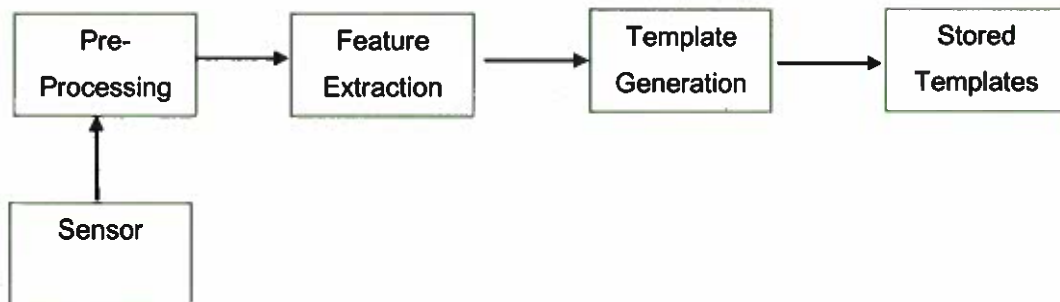 Pre-
Processing
Feature
Extraction
Template
Generation
Stored
Templates
Sensor